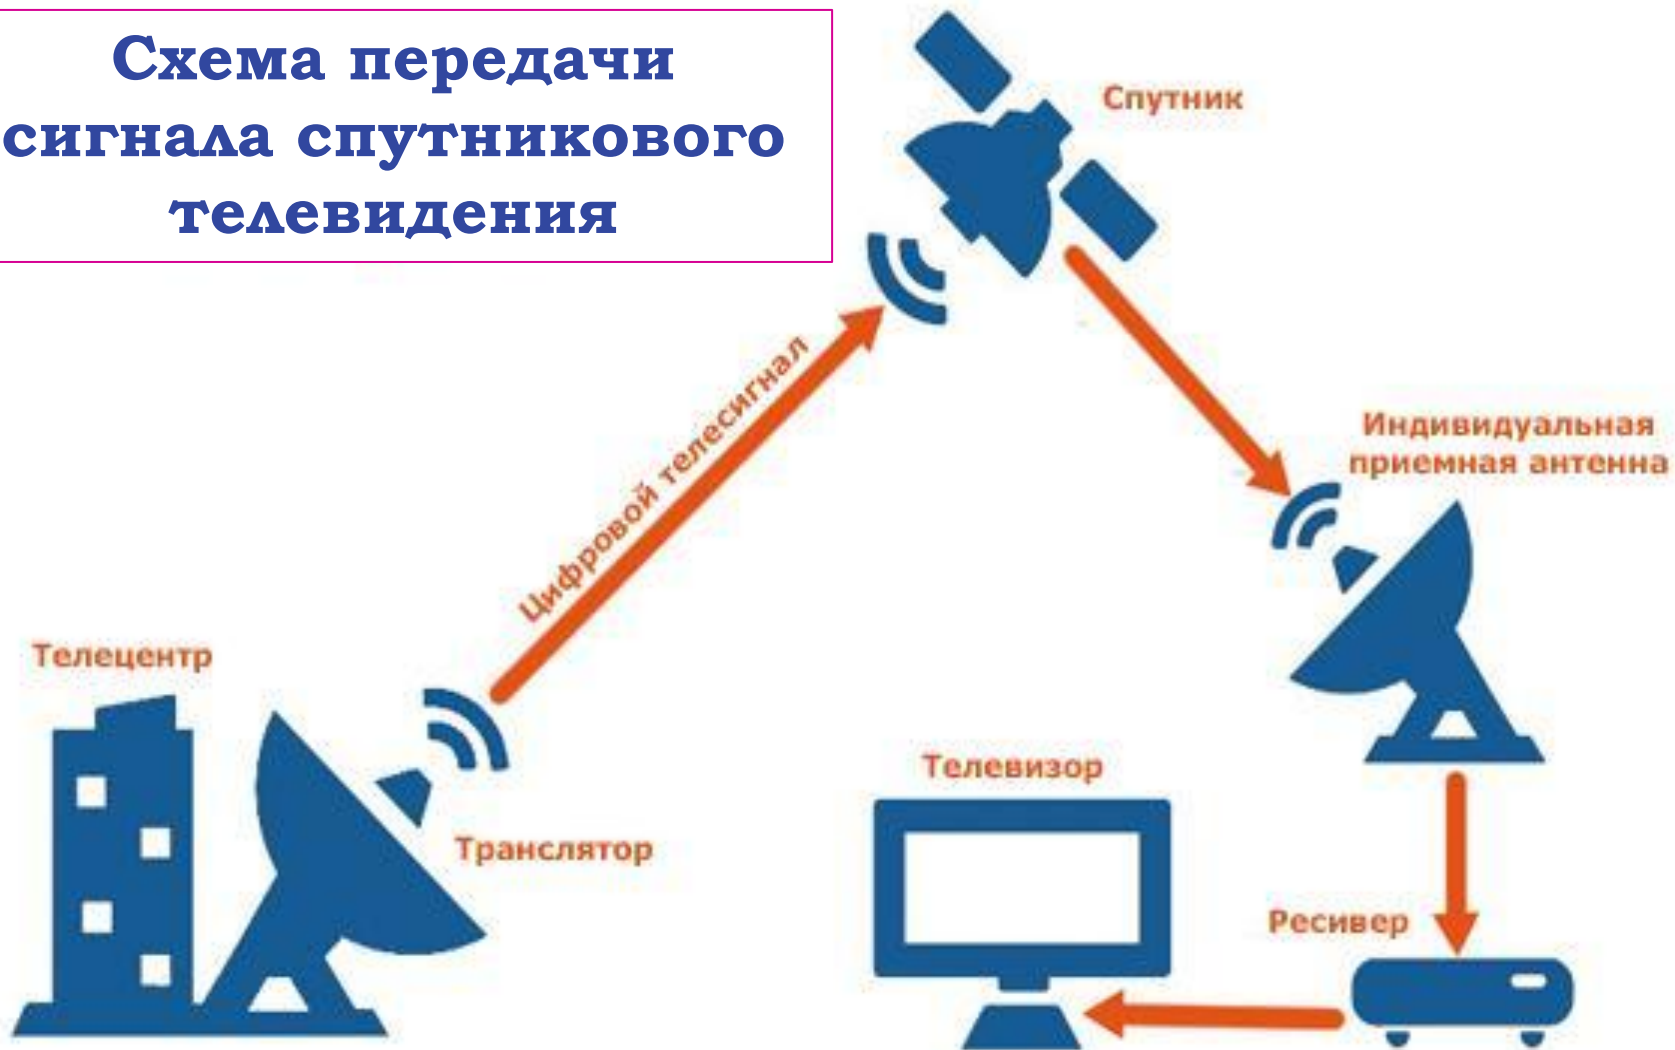 Схема передачи
сигнала спутникового
телевидения
Спутник
Цифровой телесигнал
Индивидуальная
приемная антенна
Телецентр
Транслятор
Телевизор
Ресивер